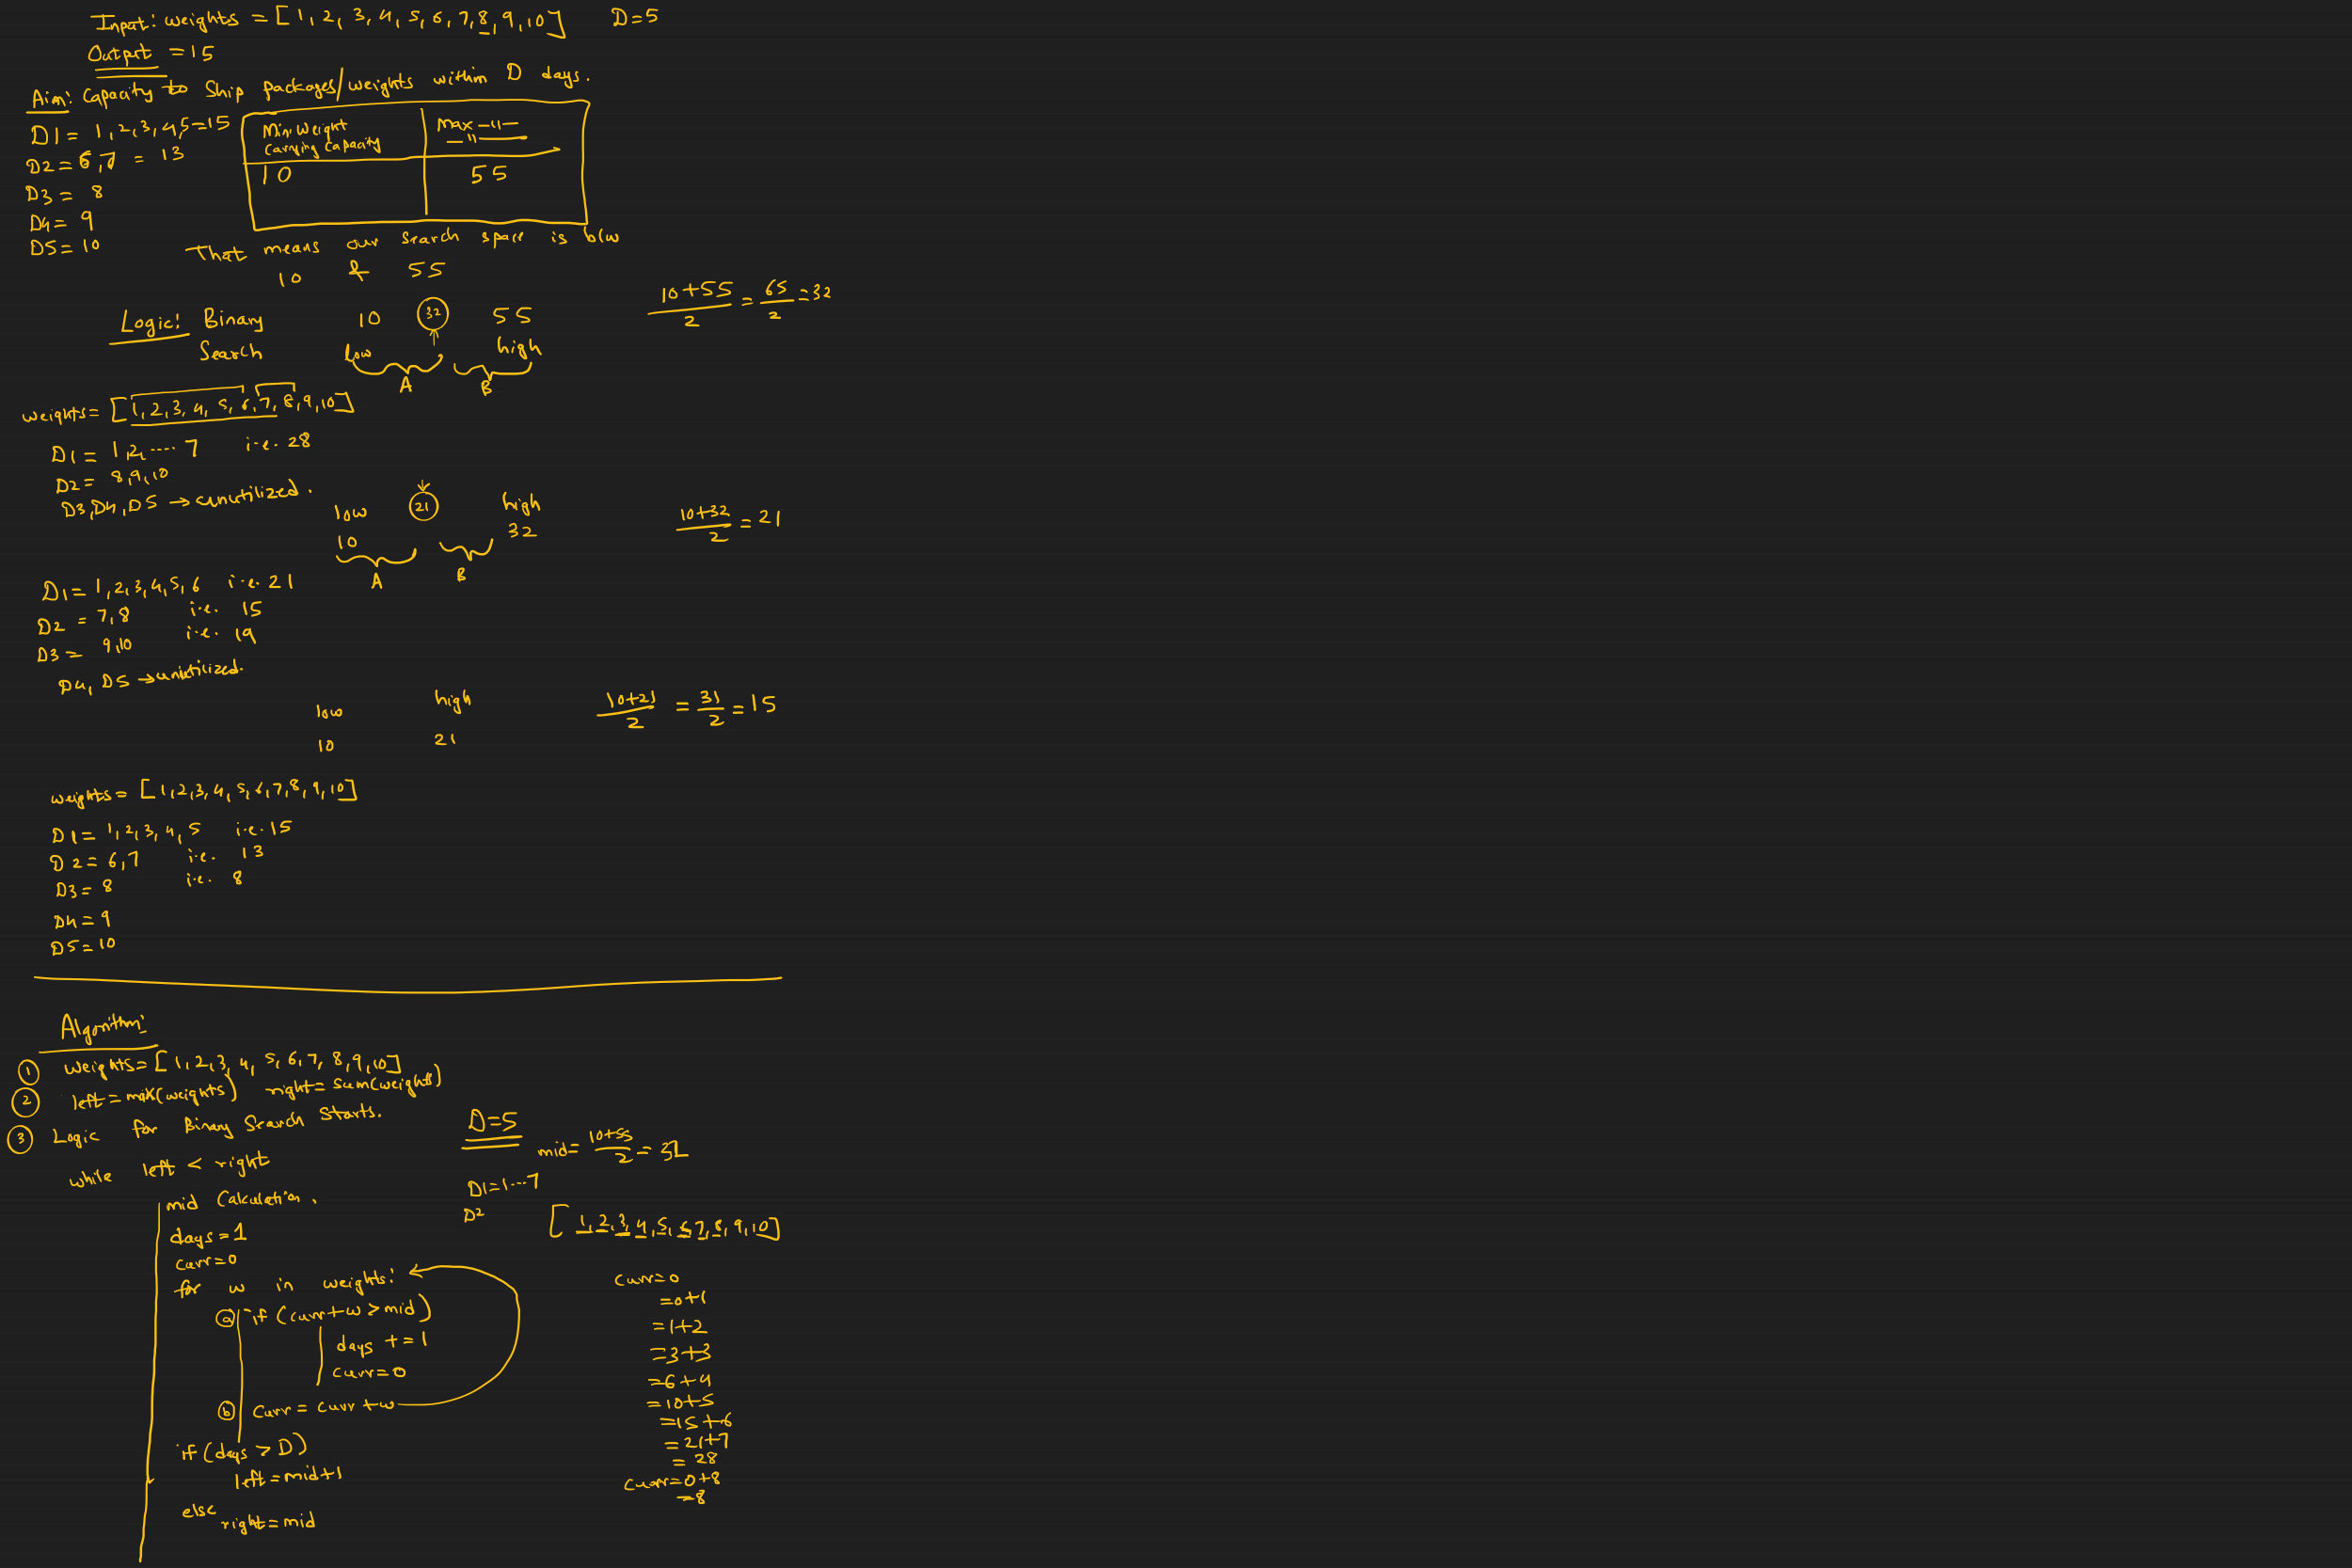 Input: weights = [1, 2, 3, 4, 5, 6, 7, 8, 9, 10] D=5
Output = 15
Aim: Capacity to Ship Packages/weights within D days.
D1 = 1,2,3,4,5=15
D2 = 6,7 = 13
D3 = 8
D4 = 9
D5 = 10
Min. Weight Max —11—
Carrying Capacity —11—
10 55
That means our search space is b/w
10 & 55
Logic: Binary 10 32 55
Search low high
A B
10+55/2 = 65/2 = 32
weights = [1, 2, 3, 4, 5, 6, 7, 8, 9, 10]
D1 = 1,2,.... 7 i.e. 28
D2 = 8,9,10
D3, D4, D5 → unutilized.
low 21 high
10 32
A B
10+32/2 = 21
D1 = 1,2,3,4,5,6 i.e. 21
D2 = 7,8 i.e. 15
D3 = 9,10 i.e. 19
D4, D5 → unutilized.
low high
10 21
10+21/2 = 31/2 = 15
weights = [1,2,3,4,5,6,7,8,9,10]
D1 = 1,2,3,4,5 i.e. 15
D2 = 6,7 i.e. 13
D3 = 8 i.e. 8
D4 = 9
D5 = 10
Algorithm:
① weights = [1,2,3,4,5,6,7,8,9,10]
② left = max(weights) right = sum(weights)
③ Logic for Binary Search Starts.
while left < right
mid Calculation.
days = 1
curr = 0
for w in weights:
ⓐ if (curr+w > mid)
days += 1
curr = 0
ⓑ curr = curr + w
if (days > D)
left = mid+1
else
right = mid
D=5
mid = 10+55/2 = 32
D1 = 1...7
D2
[1,2,3,4,5,6,7,8,9,10]
curr=0
=0+1
=1+2
=3+3
=6+4
=10+5
=15+6
=21+7
=28
curr=0+8
=8